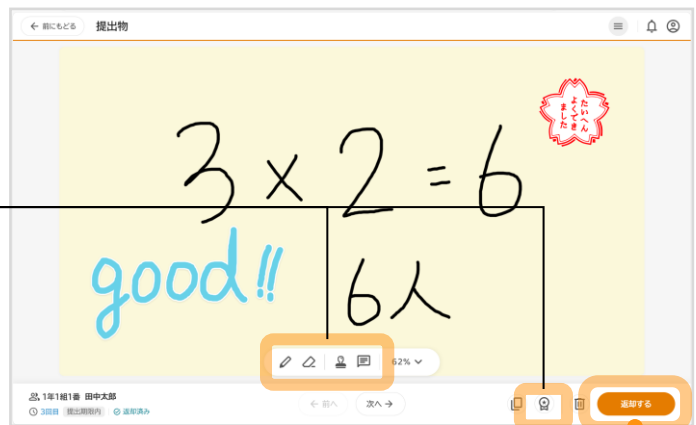 ← 前にもどる 提出物
たいへん
よくでき
ました
3×2=6
good!!
6人
62%
1年1組1番 田中太郎
3回目 提出期限内 返却済み
← 前へ 次へ → 返却する